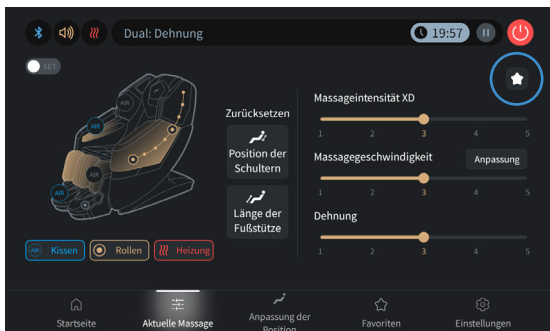 Dual: Dehnung
19:57
SET
AIR
AIR
AIR
AIR
Zurücksetzen
Position der
Schultern
Länge der
Fußstütze
Massageintensität XD
1 2 3 4 5
Massagegeschwindigkeit
Anpassung
1 2 3 4 5
Dehnung
1 2 3 4 5
AIR Kissen
Rollen
Heizung
Startseite
Aktuelle Massage
Anpassung der
Position
Favoriten
Einstellungen